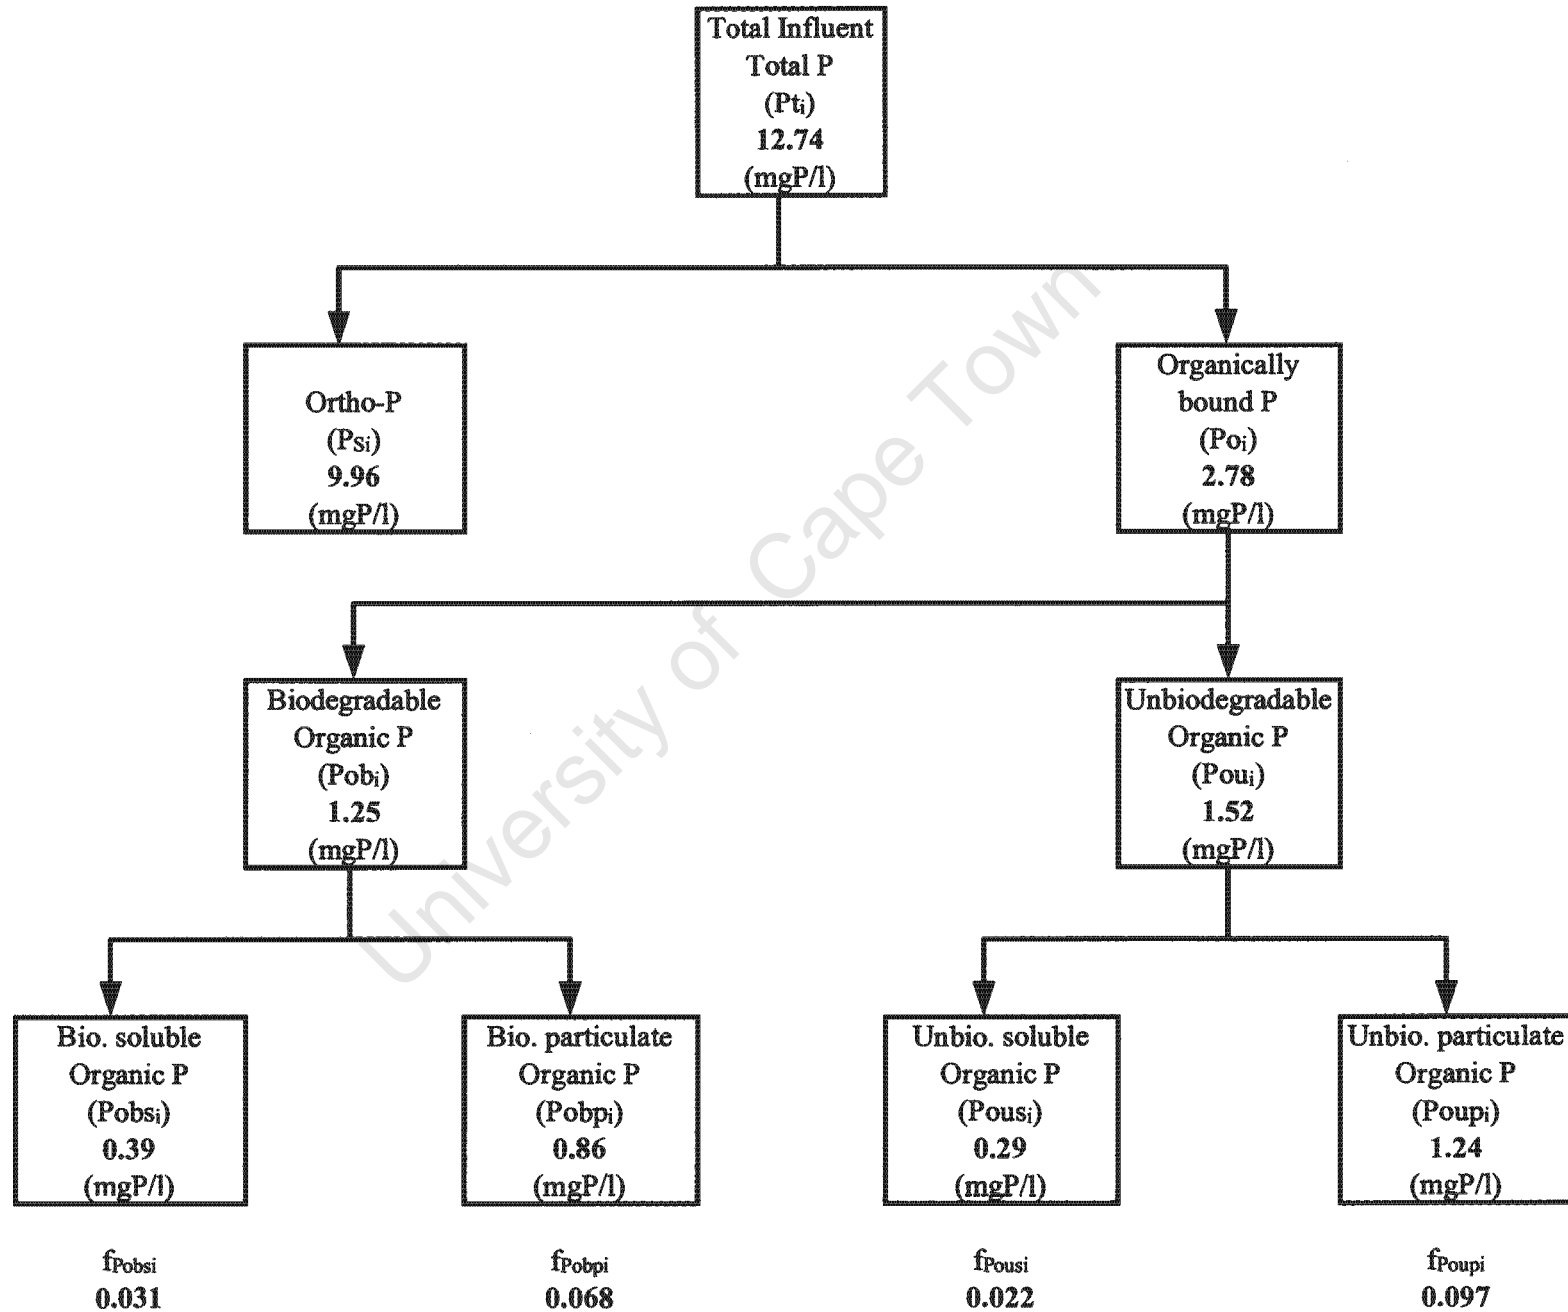 Total Influent
Total P
(Pti)
12.74
(mgP/l)
Ortho-P
(PSi)
9.96
(mgP/l)
Organically
bound P
(Poi)
2.78
(mgP/l)
Biodegradable
Organic P
(Pobi)
1.25
(mgP/l)
Unbiodegradable
Organic P
(Poui)
1.52
(mgP/l)
Bio. soluble
Organic P
(Pobsi)
0.39
(mgP/l)
Bio. particulate
Organic P
(Pobpi)
0.86
(mgP/l)
Unbio. soluble
Organic P
(Pousi)
0.29
(mgP/l)
Unbio. particulate
Organic P
(Poupi)
1.24
(mgP/l)
fPobsi
0.031
fPobpi
0.068
fPousi
0.022
fPoupi
0.097
University of Cape Town